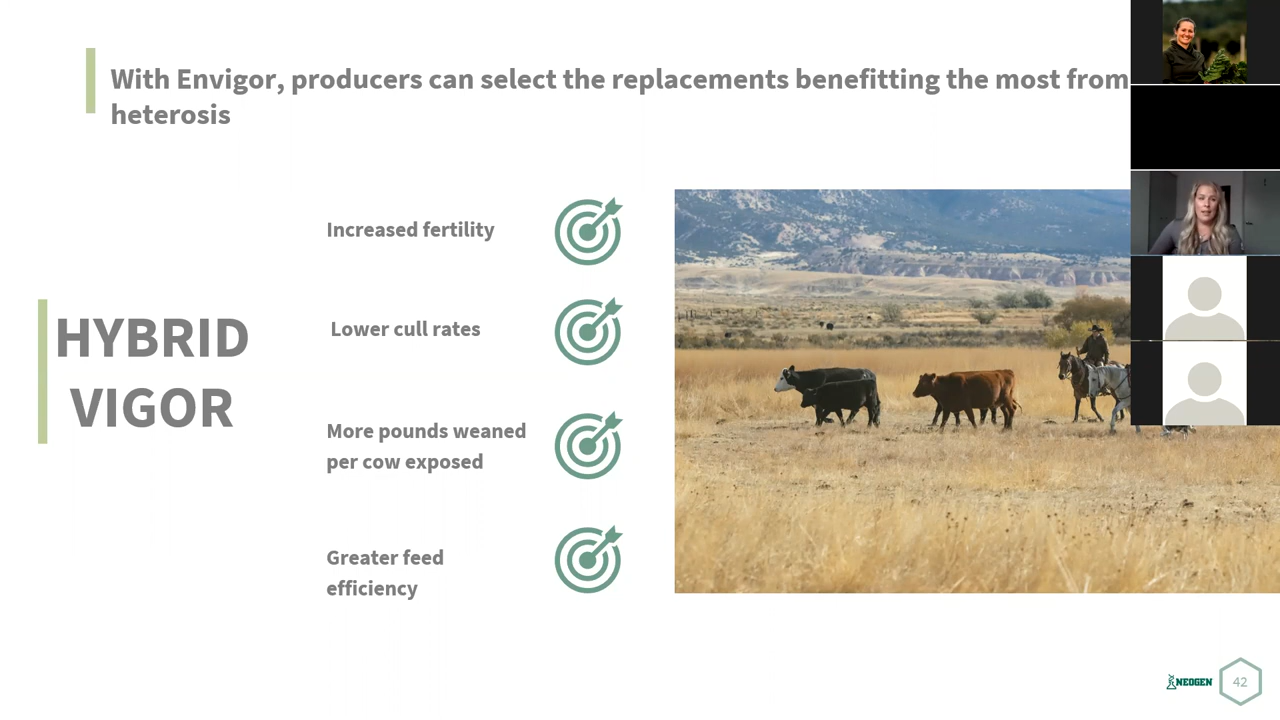 With Envigor, producers can select the replacements benefitting the most from
heterosis
HYBRID
VIGOR
Increased fertility
Lower cull rates
More pounds weaned
per cow exposed
Greater feed
efficiency
NEOGEN
42